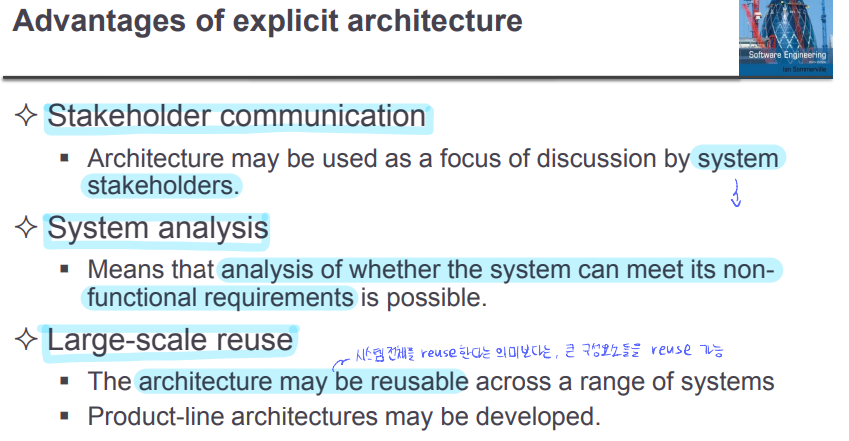 Advantages of explicit architecture
Software Engineering
Ian Sommerville
✧ Stakeholder communication
▪ Architecture may be used as a focus of discussion by system
stakeholders.
✧ System analysis
▪ Means that analysis of whether the system can meet its non-
functional requirements is possible.
✧ Large-scale reuse
시스템 전체를 reuse 한다는 의미보다는, 큰 구성요소들을 reuse 가능
▪ The architecture may be reusable across a range of systems
▪ Product-line architectures may be developed.